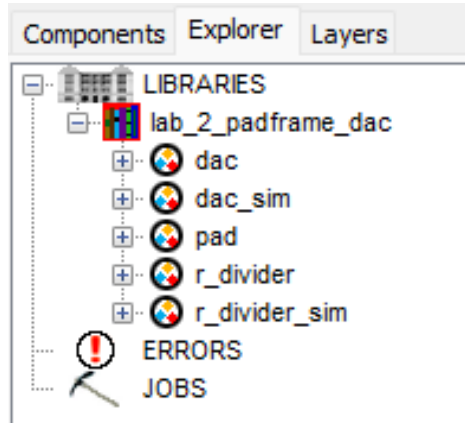 Components Explorer Layers
LIBRARIES
lab_2_padframe_dac
dac
dac_sim
pad
r_divider
r_divider_sim
ERRORS
JOBS